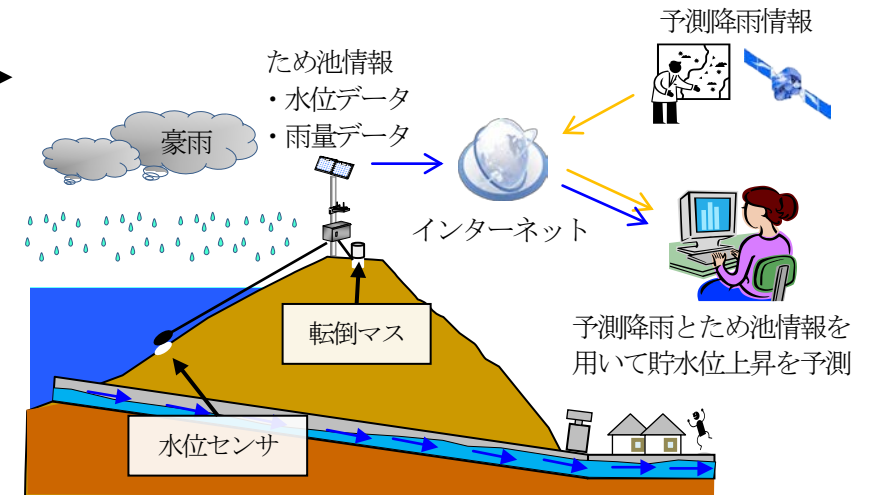 予測降雨情報
ため池情報
・水位データ
・雨量データ
豪雨
インターネット
転倒マス
予測降雨とため池情報を
用いて貯水位上昇を予測
水位センサ